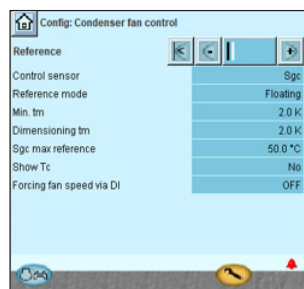 Config: Condenser fan control
Reference
Control sensor Sgc
Reference mode Floating
Min. tm 2.0 K
Dimensioning tm 2.0 K
Sgc max reference 50.0 °C
Show Tc No
Forcing fan speed via DI OFF